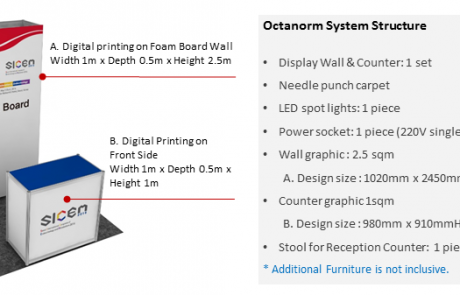 A. Digital printing on Foam Board Wall
Width 1m x Depth 0.5m x Height 2.5m
sicen
Board
B. Digital Printing on
Front Side
Width 1m x Depth 0.5m x
Height 1m
sicen
Octanorm System Structure
• Display Wall & Counter: 1 set
• Needle punch carpet
• LED spot lights: 1 piece
• Power socket: 1 piece (220V single
• Wall graphic : 2.5 sqm
A. Design size : 1020mm x 2450mm
• Counter graphic 1sqm
B. Design size : 980mm x 910mmH
• Stool for Reception Counter: 1 pie
* Additional Furniture is not inclusive.